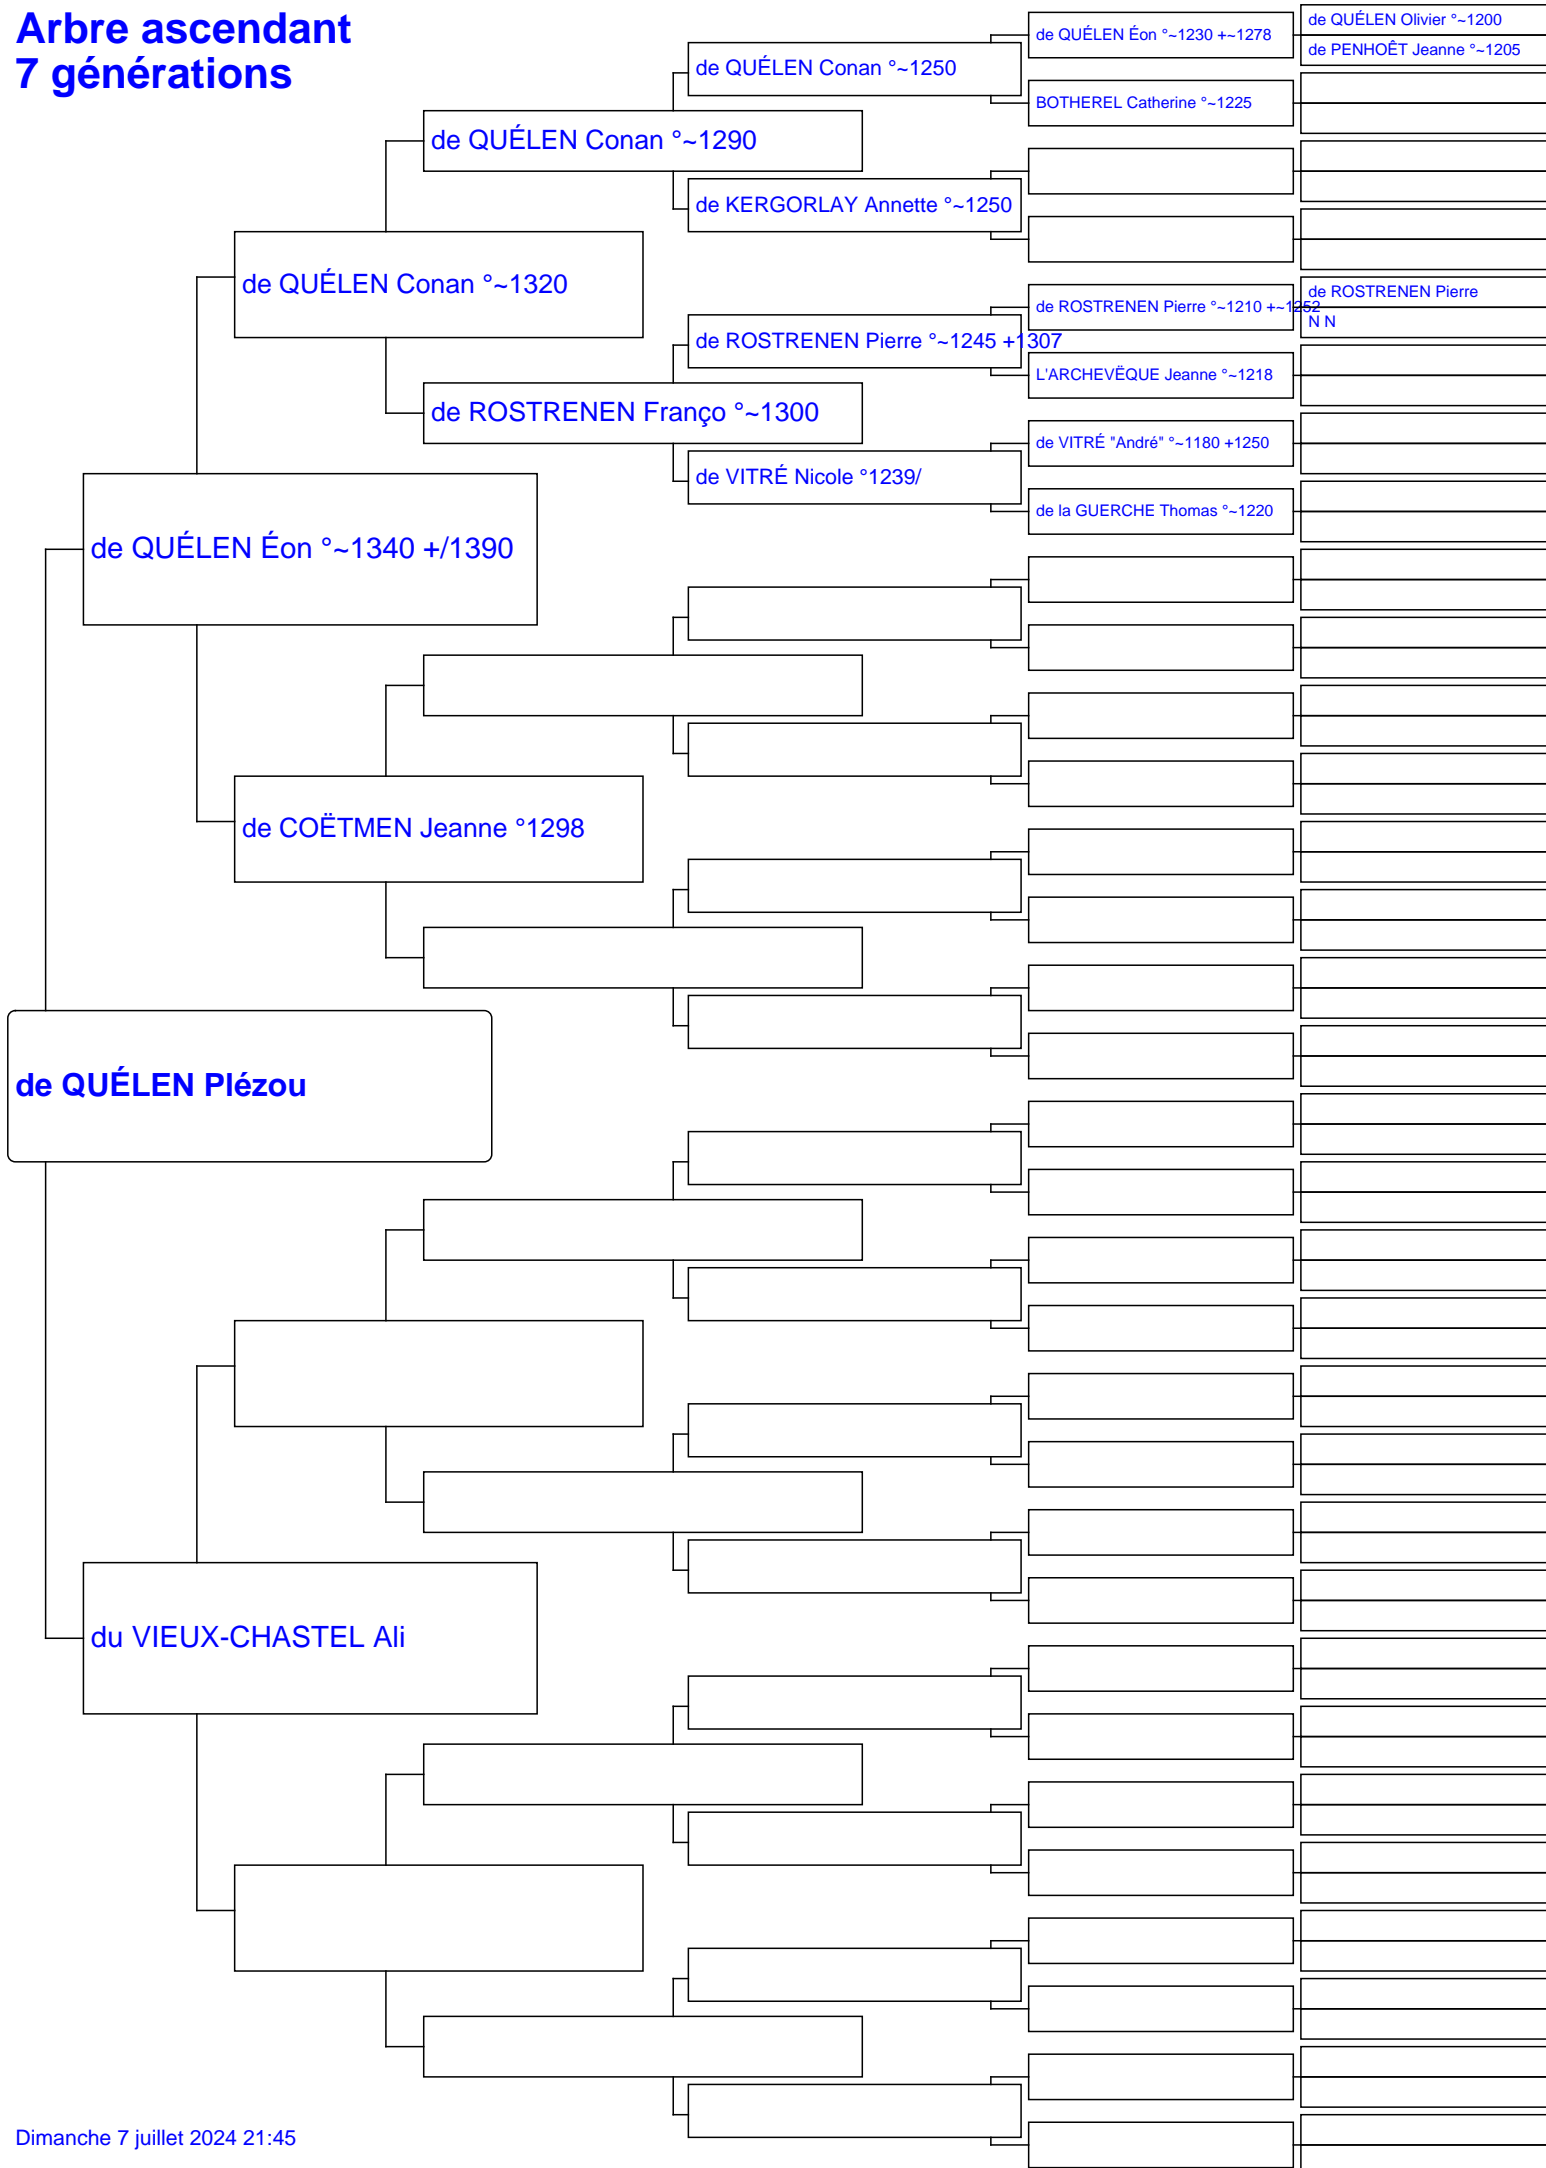 Arbre ascendant
7 générations
de QUÉLEN Olivier °~1200
de QUÉLEN Éon °~1230 +~1278
de PENHOÊT Jeanne °~1205
de QUÉLEN Conan °~1250
BOTHEREL Catherine °~1225
de QUÉLEN Conan °~1290
de KERGORLAY Annette °~1250
de QUÉLEN Conan °~1320
de ROSTRENEN Pierre
de ROSTRENEN Pierre °~1210 +~1252
N N
de ROSTRENEN Pierre °~1245 +1307
L'ARCHEVËQUE Jeanne °~1218
de ROSTRENEN Franço °~1300
de VITRÉ "André" °~1180 +1250
de VITRÉ Nicole °1239/
de la GUERCHE Thomas °~1220
de QUÉLEN Éon °~1340 +/1390
de COËTMEN Jeanne °1298
de QUÉLEN Plézou
du VIEUX-CHASTEL Ali
Dimanche 7 juillet 2024 21:45